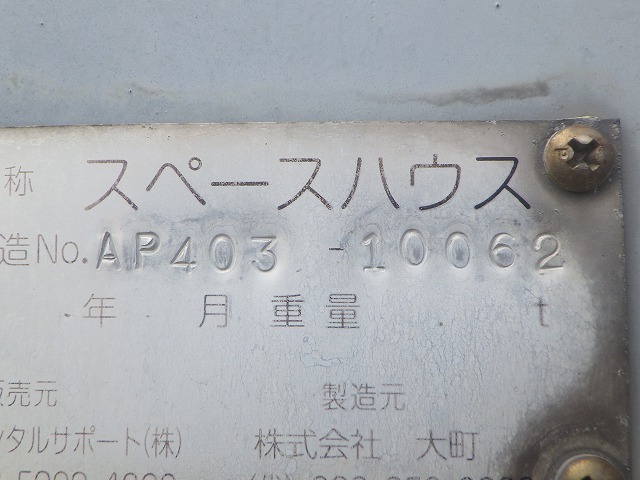 称 スペースハウス
造No. AP403-10062
年 月 重量 t
販売元 製造元
ンタルサポート(株) 株式会社 大町